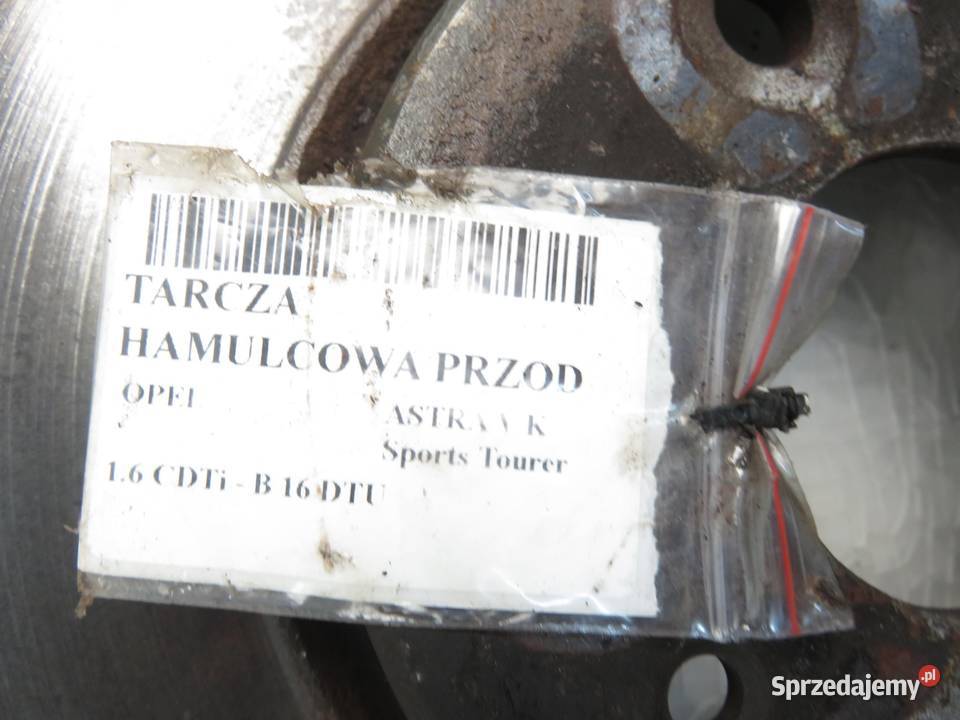 TARCZA
HAMULCOWA PRZOD
OPEL ASTRA V K
Sports Tourer
1.6 CDTi - B 16 DTU
Sprzedajemy.pl